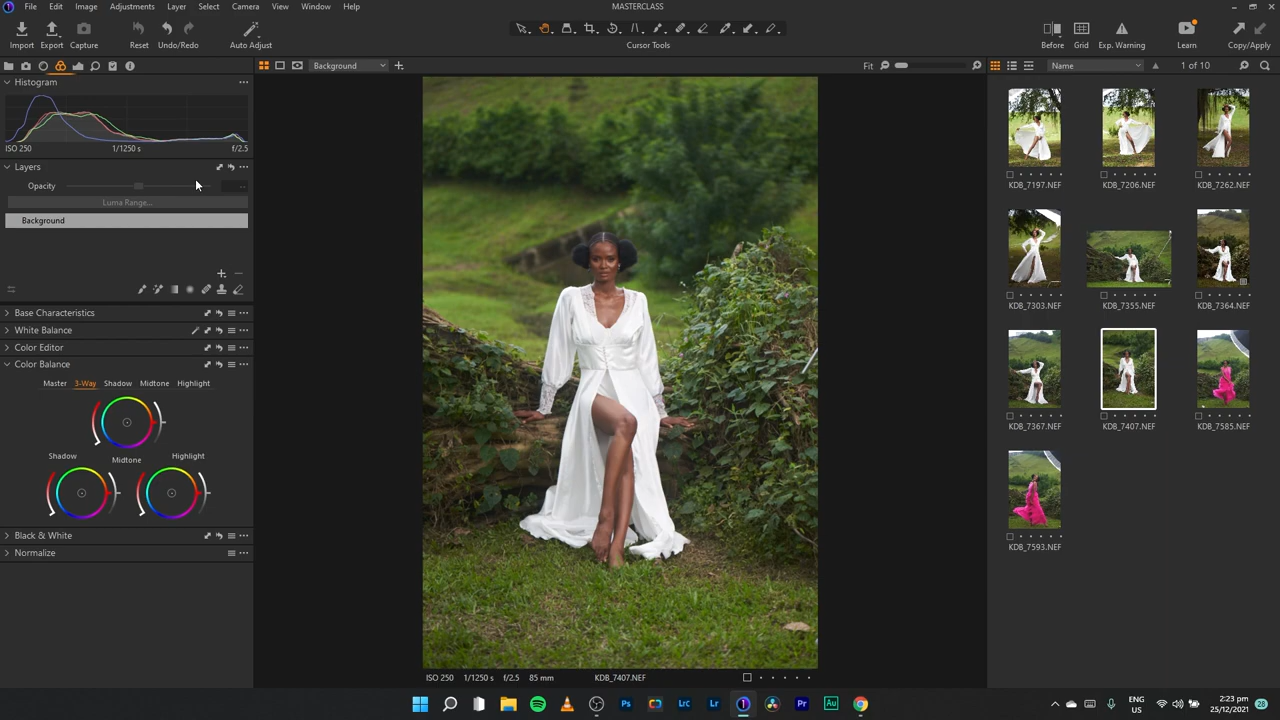 File Edit Image Adjustments Layer Select Camera View Window Help
MASTERCLASS
Import Export Capture Reset Undo/Redo Auto Adjust
Cursor Tools
Before Grid Exp. Warning Learn Copy/Apply
Background
Fit
Name
1 of 10
Histogram
ISO 250 1/1250 s f/2.5
Layers
Opacity
Luma Range...
Background
Base Characteristics
White Balance
Color Editor
Color Balance
Master 3-Way Shadow Midtone Highlight
Shadow Midtone Highlight
Black & White
Normalize
KDB_7197.NEF KDB_7206.NEF KDB_7262.NEF
KDB_7303.NEF KDB_7355.NEF KDB_7364.NEF
KDB_7367.NEF KDB_7407.NEF KDB_7585.NEF
KDB_7593.NEF
ISO 250 1/1250 s f/2.5 85 mm KDB_7407.NEF
Ps Lrc Lr Pr Au
ENG
US
2:23 pm
25/12/2021